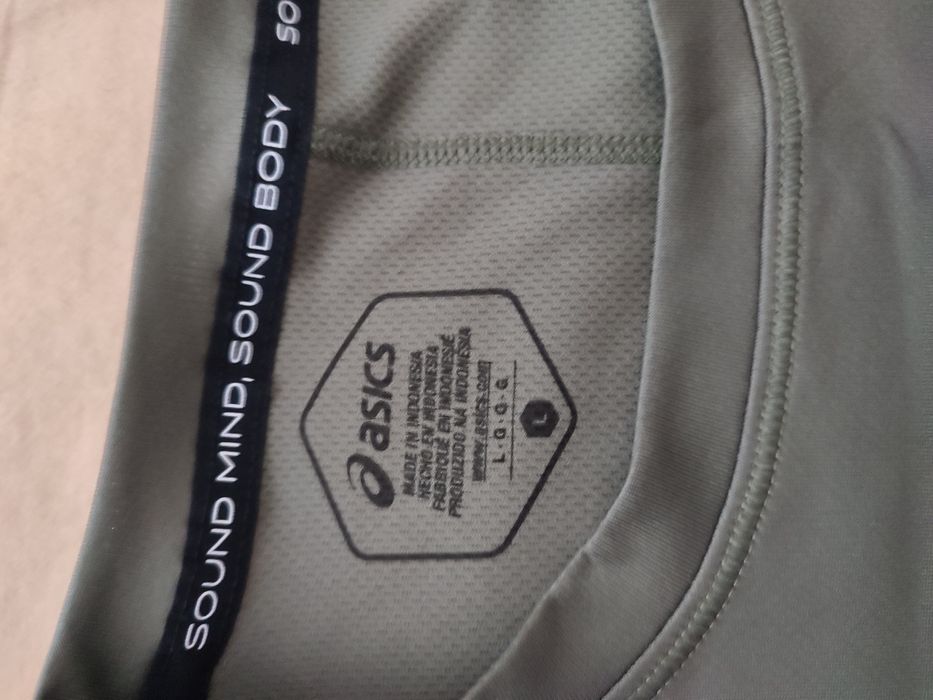 SOUND MIND, SOUND BODY SO
asics
MADE IN INDONESIA
HECHO EN INDONESIA
FABRIQUÉ EN INDONÉSIE
PRODUZIDO NA INDONÉSIA
www.asics.com
L · G · G · G
L